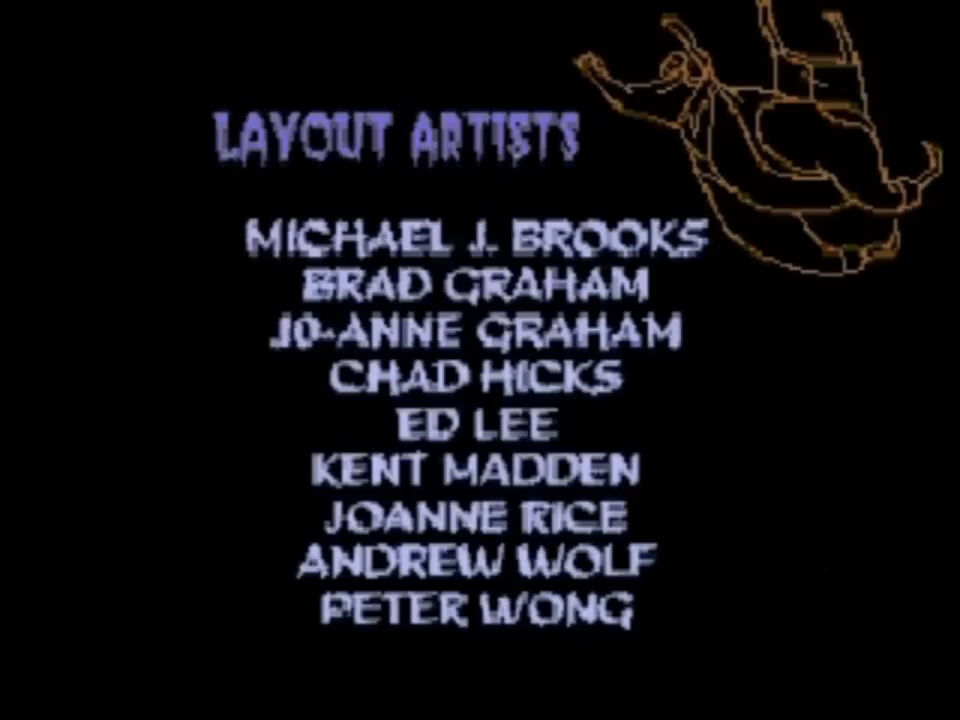 LAYOUT ARTISTS
MICHAEL J. BROOKS
BRAD GRAHAM
JO-ANNE GRAHAM
CHAD HICKS
ED LEE
KENT MADDEN
JOANNE RICE
ANDREW WOLF
PETER WONG